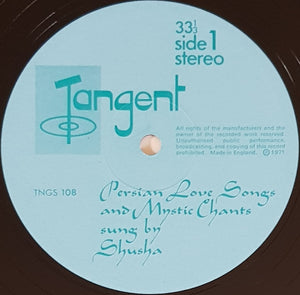 33⅓
side 1
stereo
Tangent
All rights of the manufacturers and the
owner of the recorded work reserved.
Unauthorised public performance,
broadcasting and copying of this record
prohibited. Made in England. ℗ 1971
TNGS 108
Persian Love Songs
and Mystic Chants
sung by
Shusha